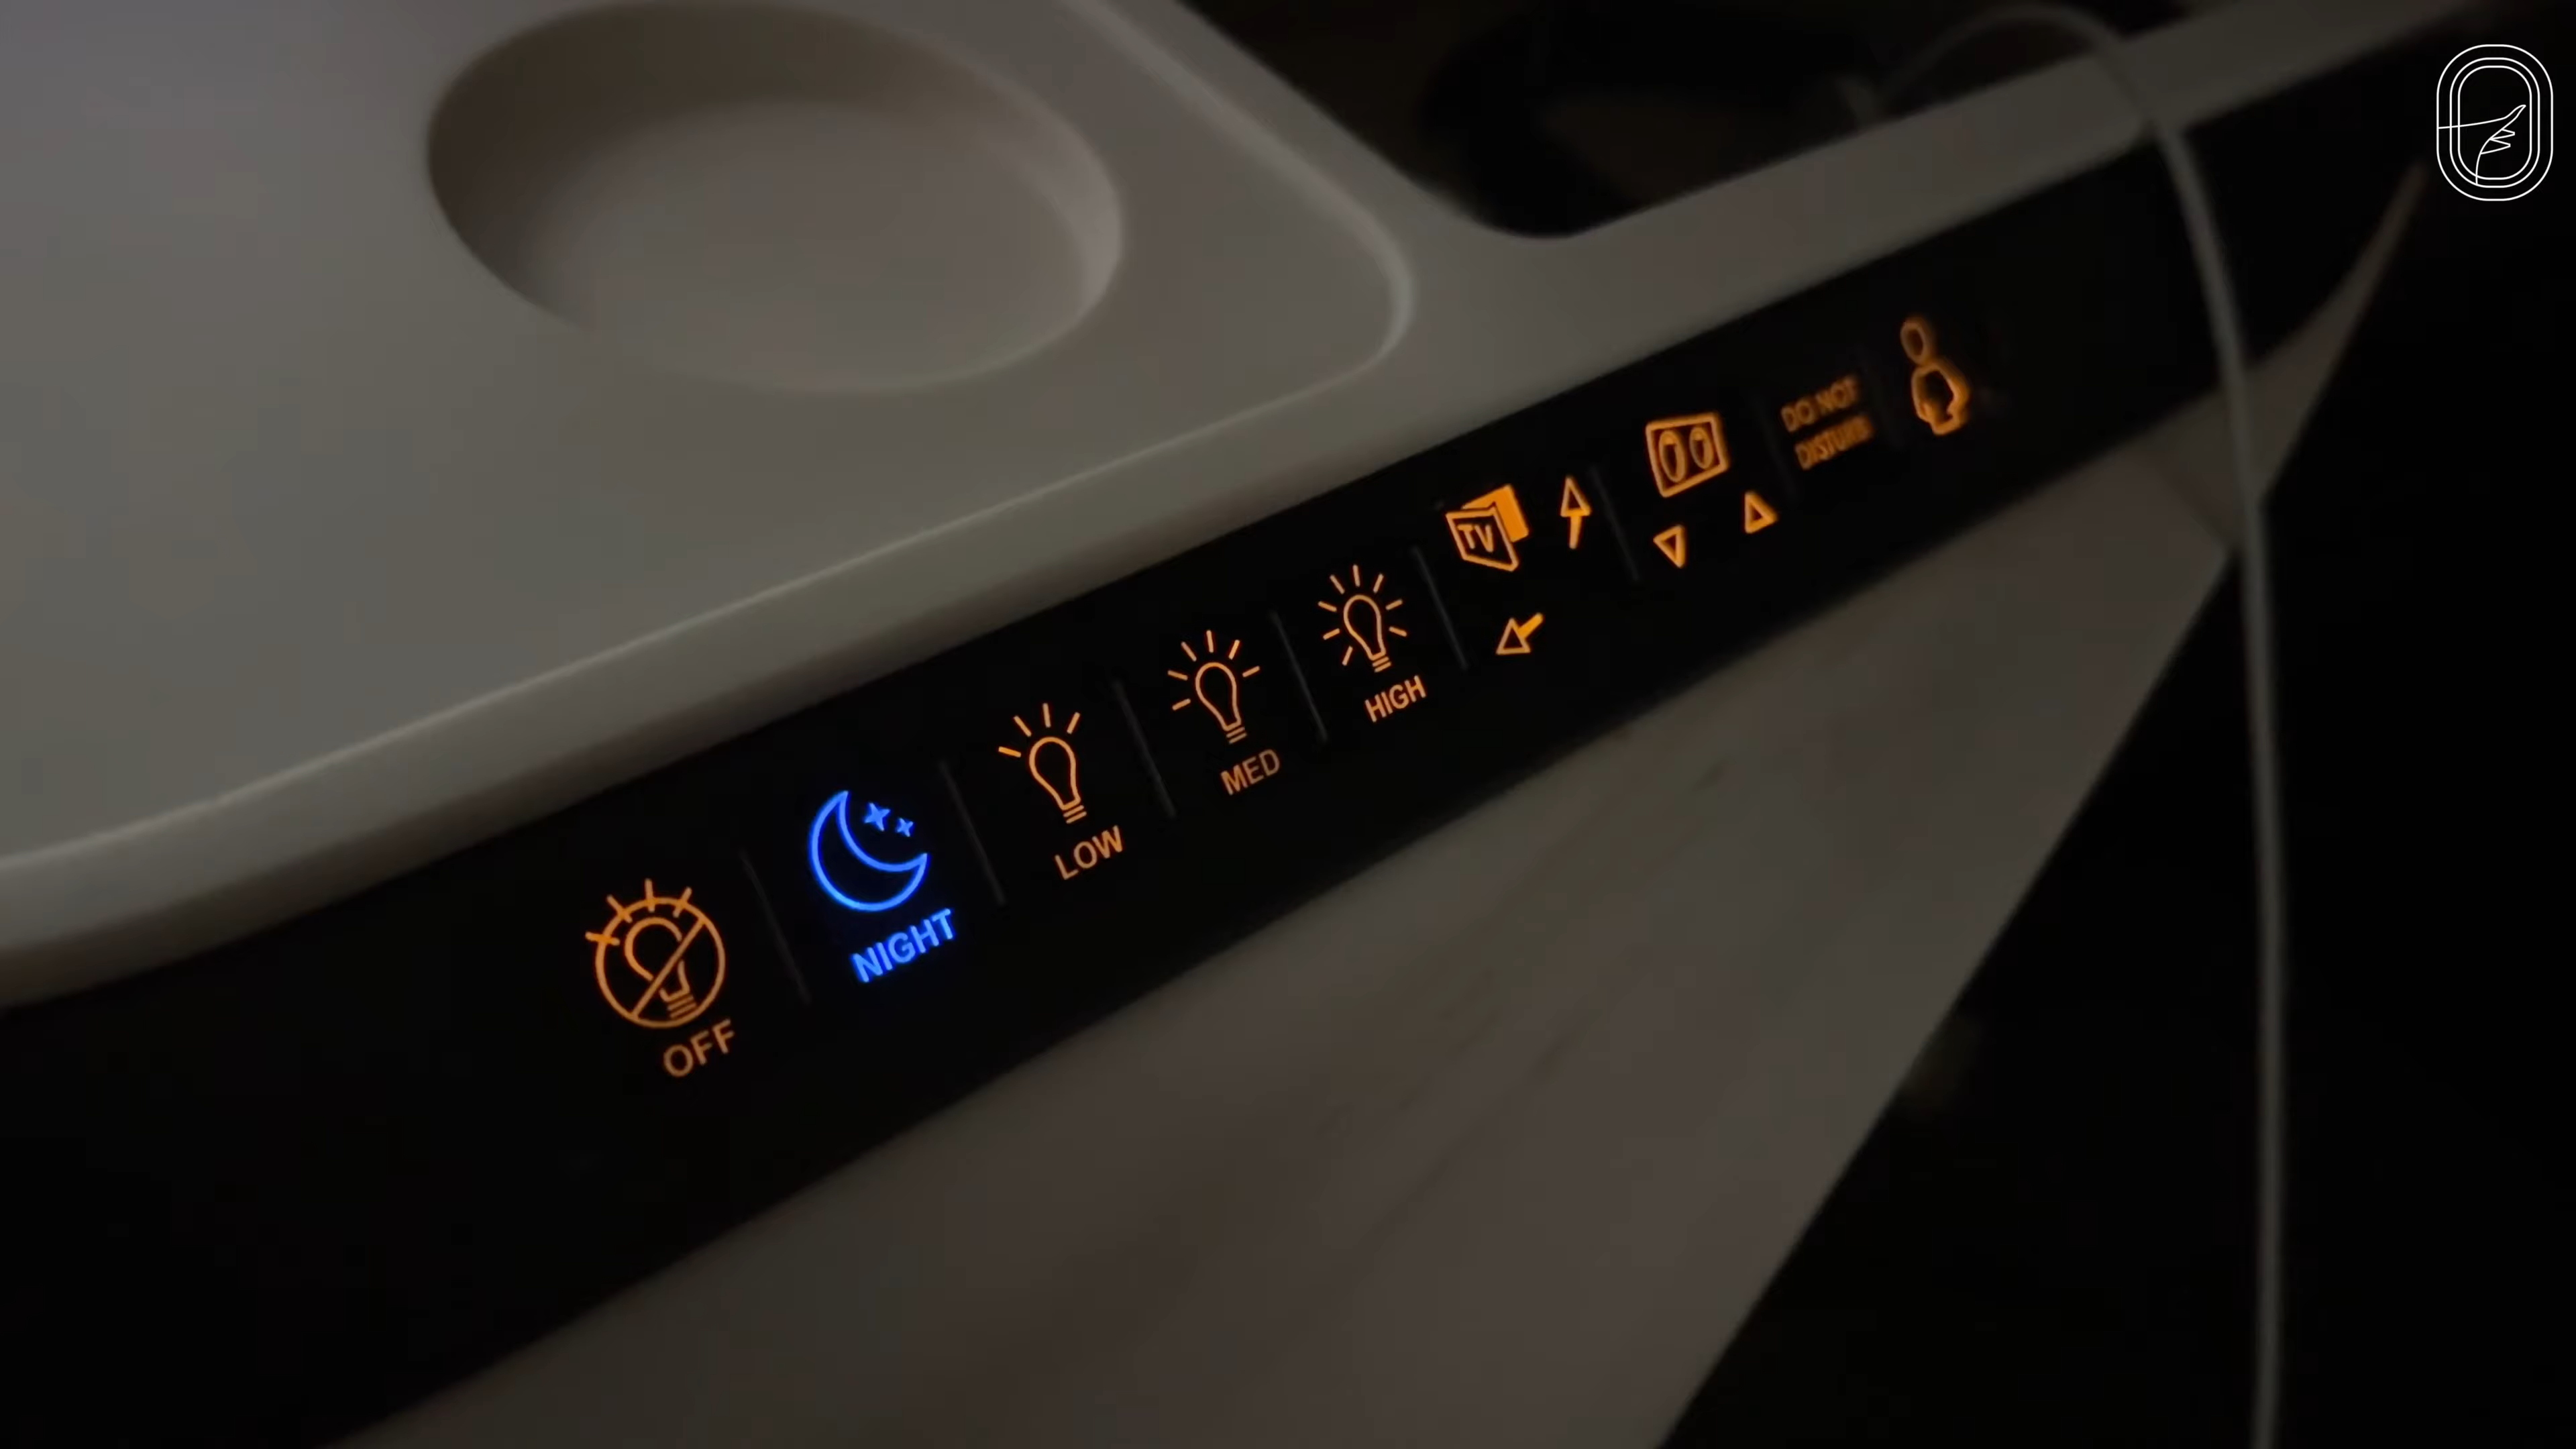 OFF
NIGHT
LOW
MED
HIGH
TV
DO NOT
DISTURB